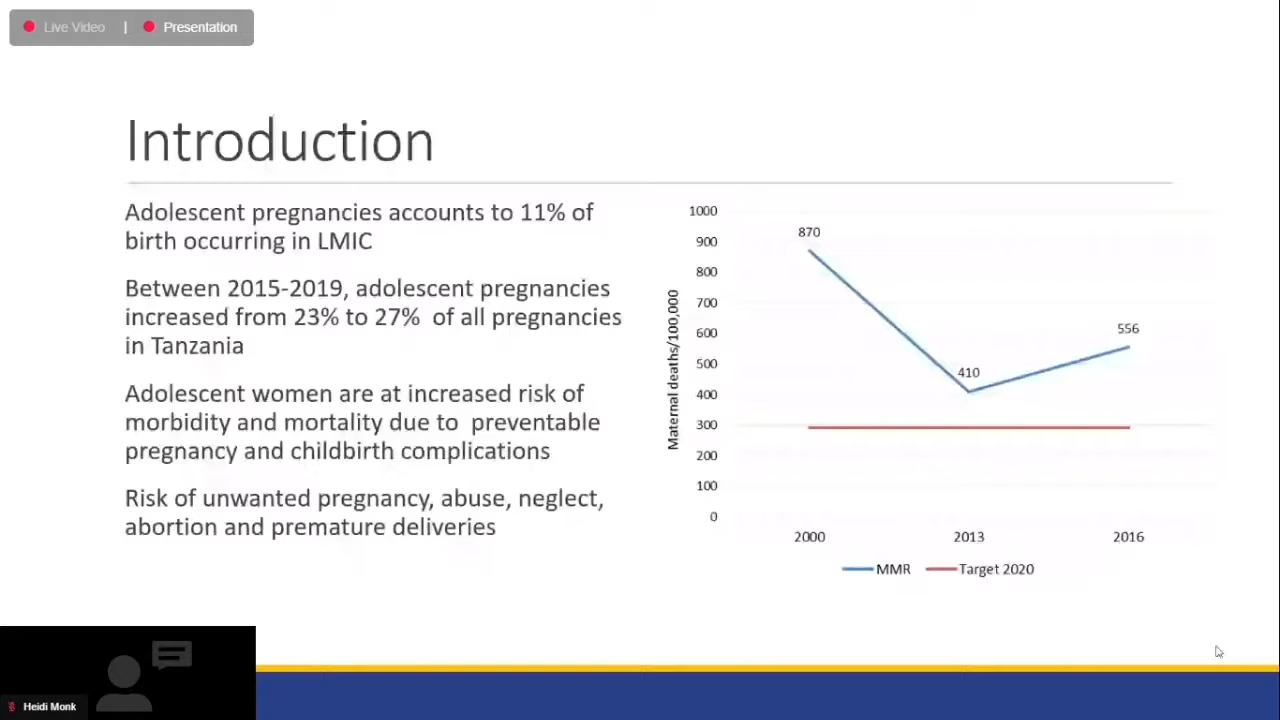 Live Video | Presentation
Introduction
Adolescent pregnancies accounts to 11% of
birth occurring in LMIC
Between 2015-2019, adolescent pregnancies
increased from 23% to 27% of all pregnancies
in Tanzania
Adolescent women are at increased risk of
morbidity and mortality due to preventable
pregnancy and childbirth complications
Risk of unwanted pregnancy, abuse, neglect,
abortion and premature deliveries
Maternal deaths/100,000
1000
900
800
700
600
500
400
300
200
100
0
870
410
556
2000
2013
2016
MMR
Target 2020
Heidi Monk